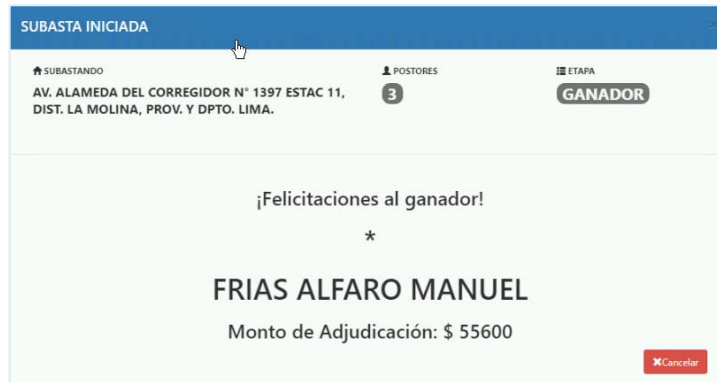 SUBASTA INICIADA
SUBASTANDO
AV. ALAMEDA DEL CORREGIDOR N° 1397 ESTAC 11,
DIST. LA MOLINA, PROV. Y DPTO. LIMA.
POSTORES
3
ETAPA
GANADOR
¡Felicitaciones al ganador!
*
FRIAS ALFARO MANUEL
Monto de Adjudicación: $ 55600
Cancelar